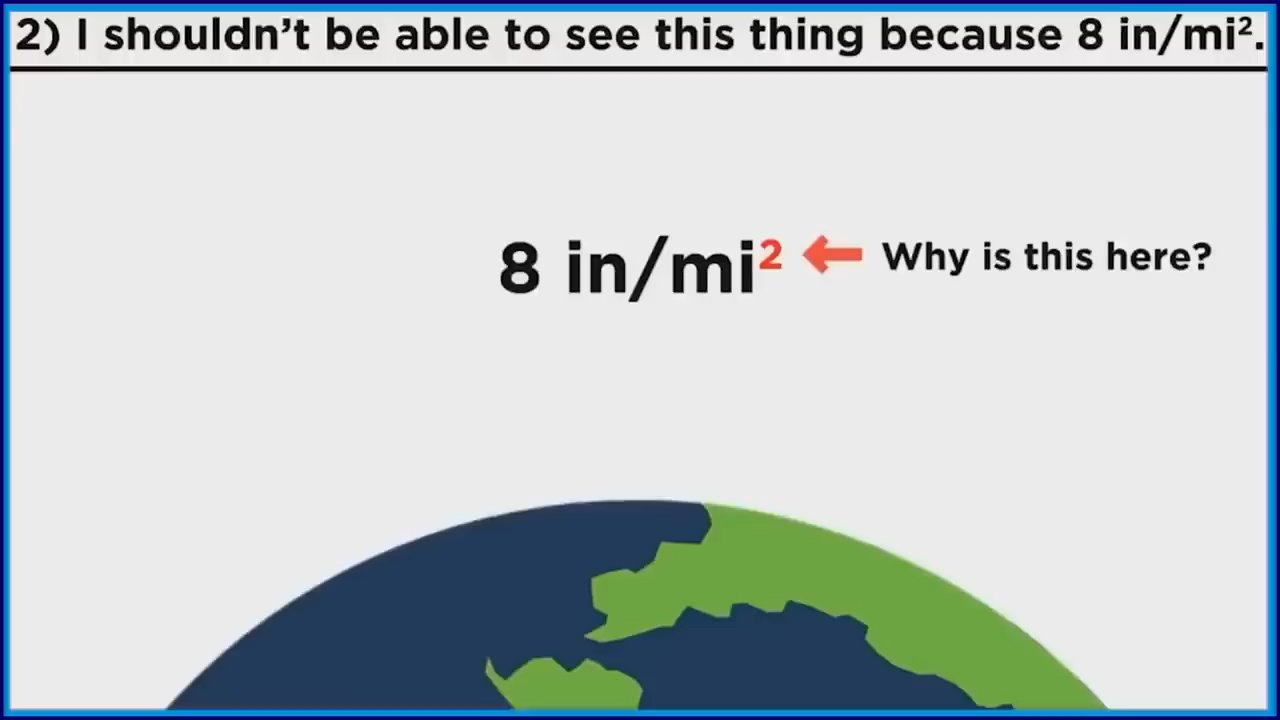 2) I shouldn't be able to see this thing because 8 in/mi².
8 in/mi² Why is this here?